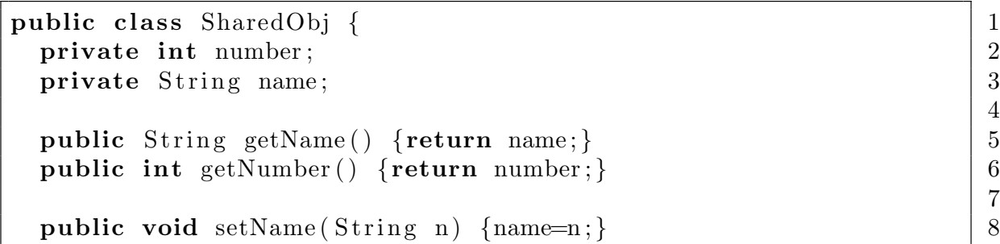 public class SharedObj { 1
private int number; 2
private String name; 3
4
public String getName() {return name;} 5
public int getNumber() {return number;} 6
7
public void setName(String n) {name=n;} 8